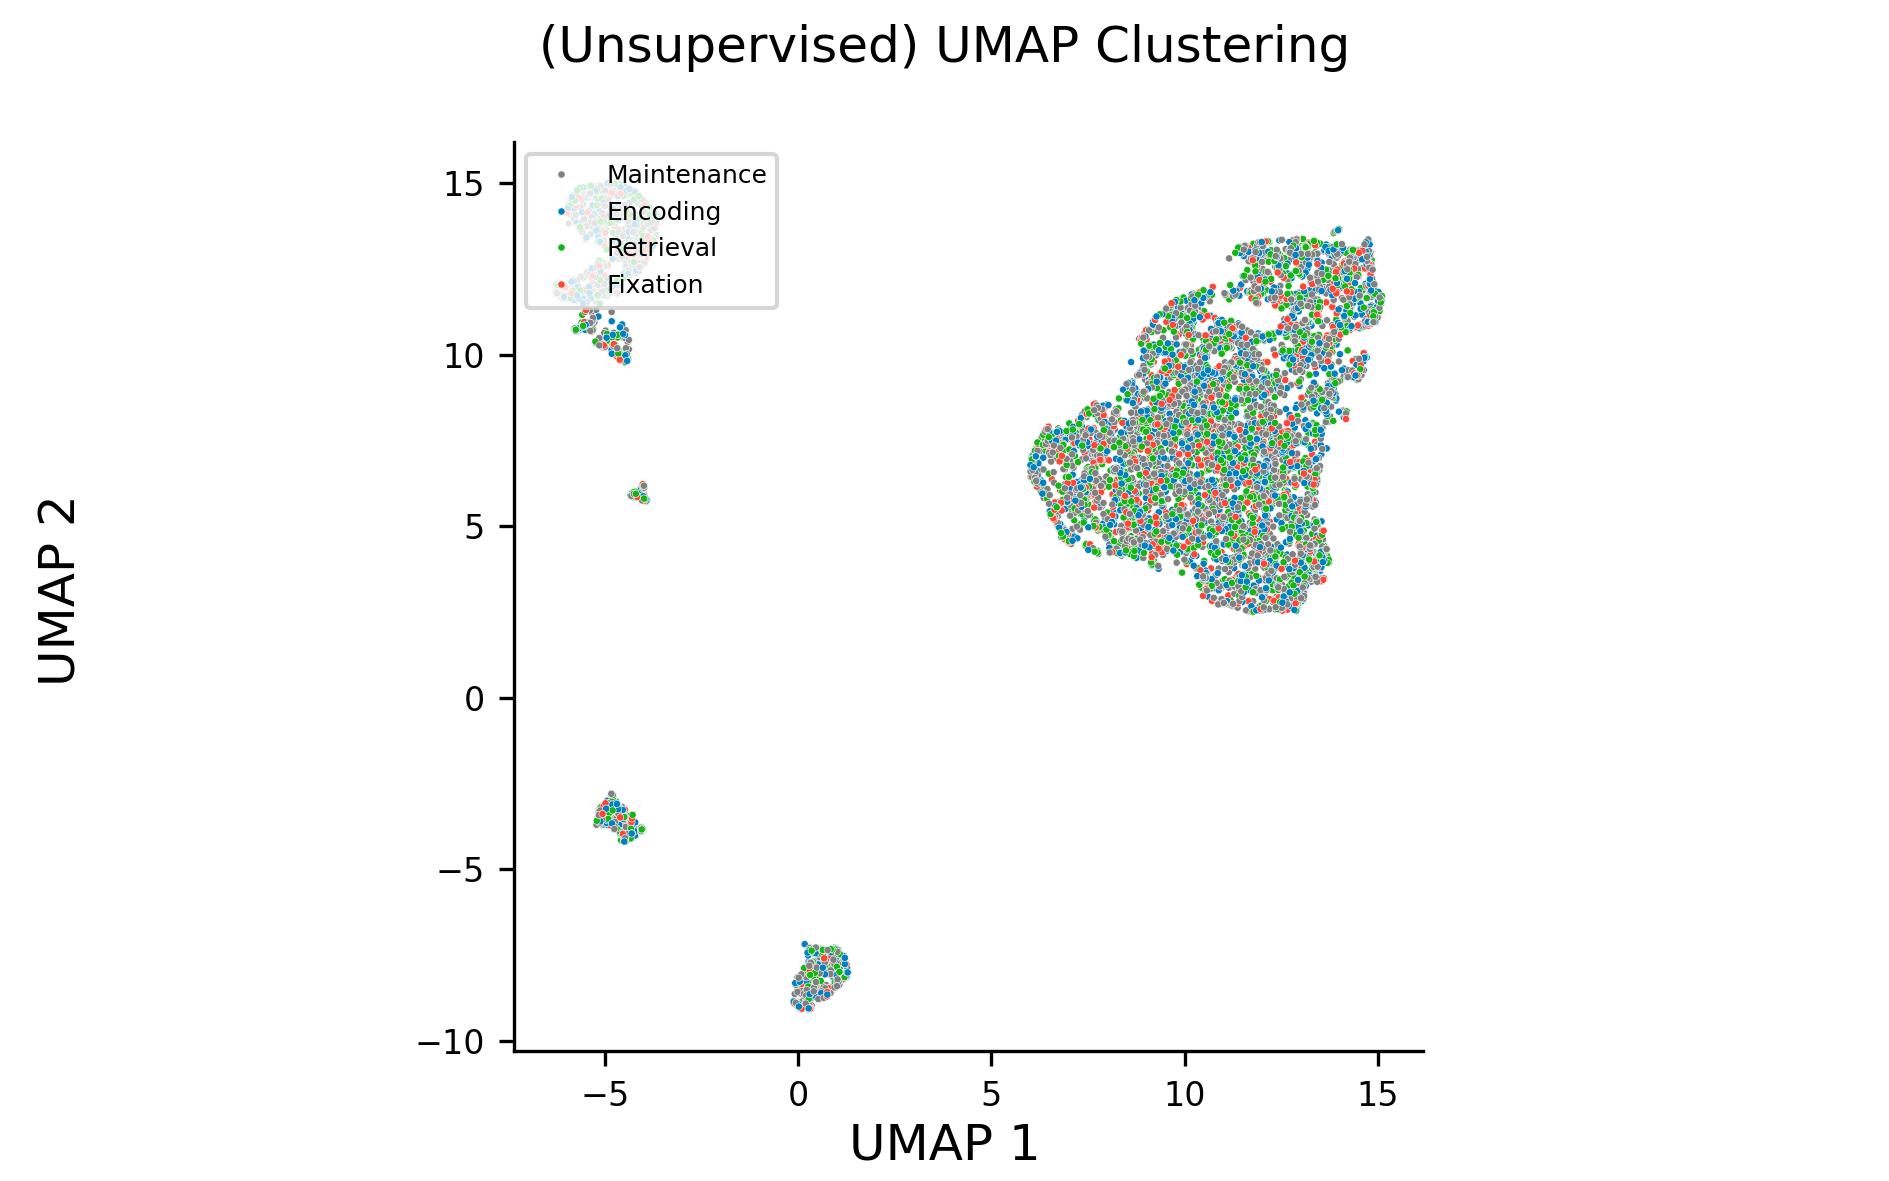 (Unsupervised) UMAP Clustering
Maintenance
Encoding
Retrieval
Fixation
UMAP 2
15
10
5
0
−5
−10
−5
0
5
10
15
UMAP 1